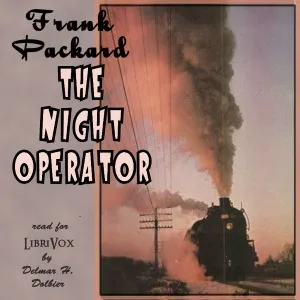 Frank
Packard
THE
NIGHT
OPERATOR
read for
LIBRIVOX
by
Delmar H.
Dolbier